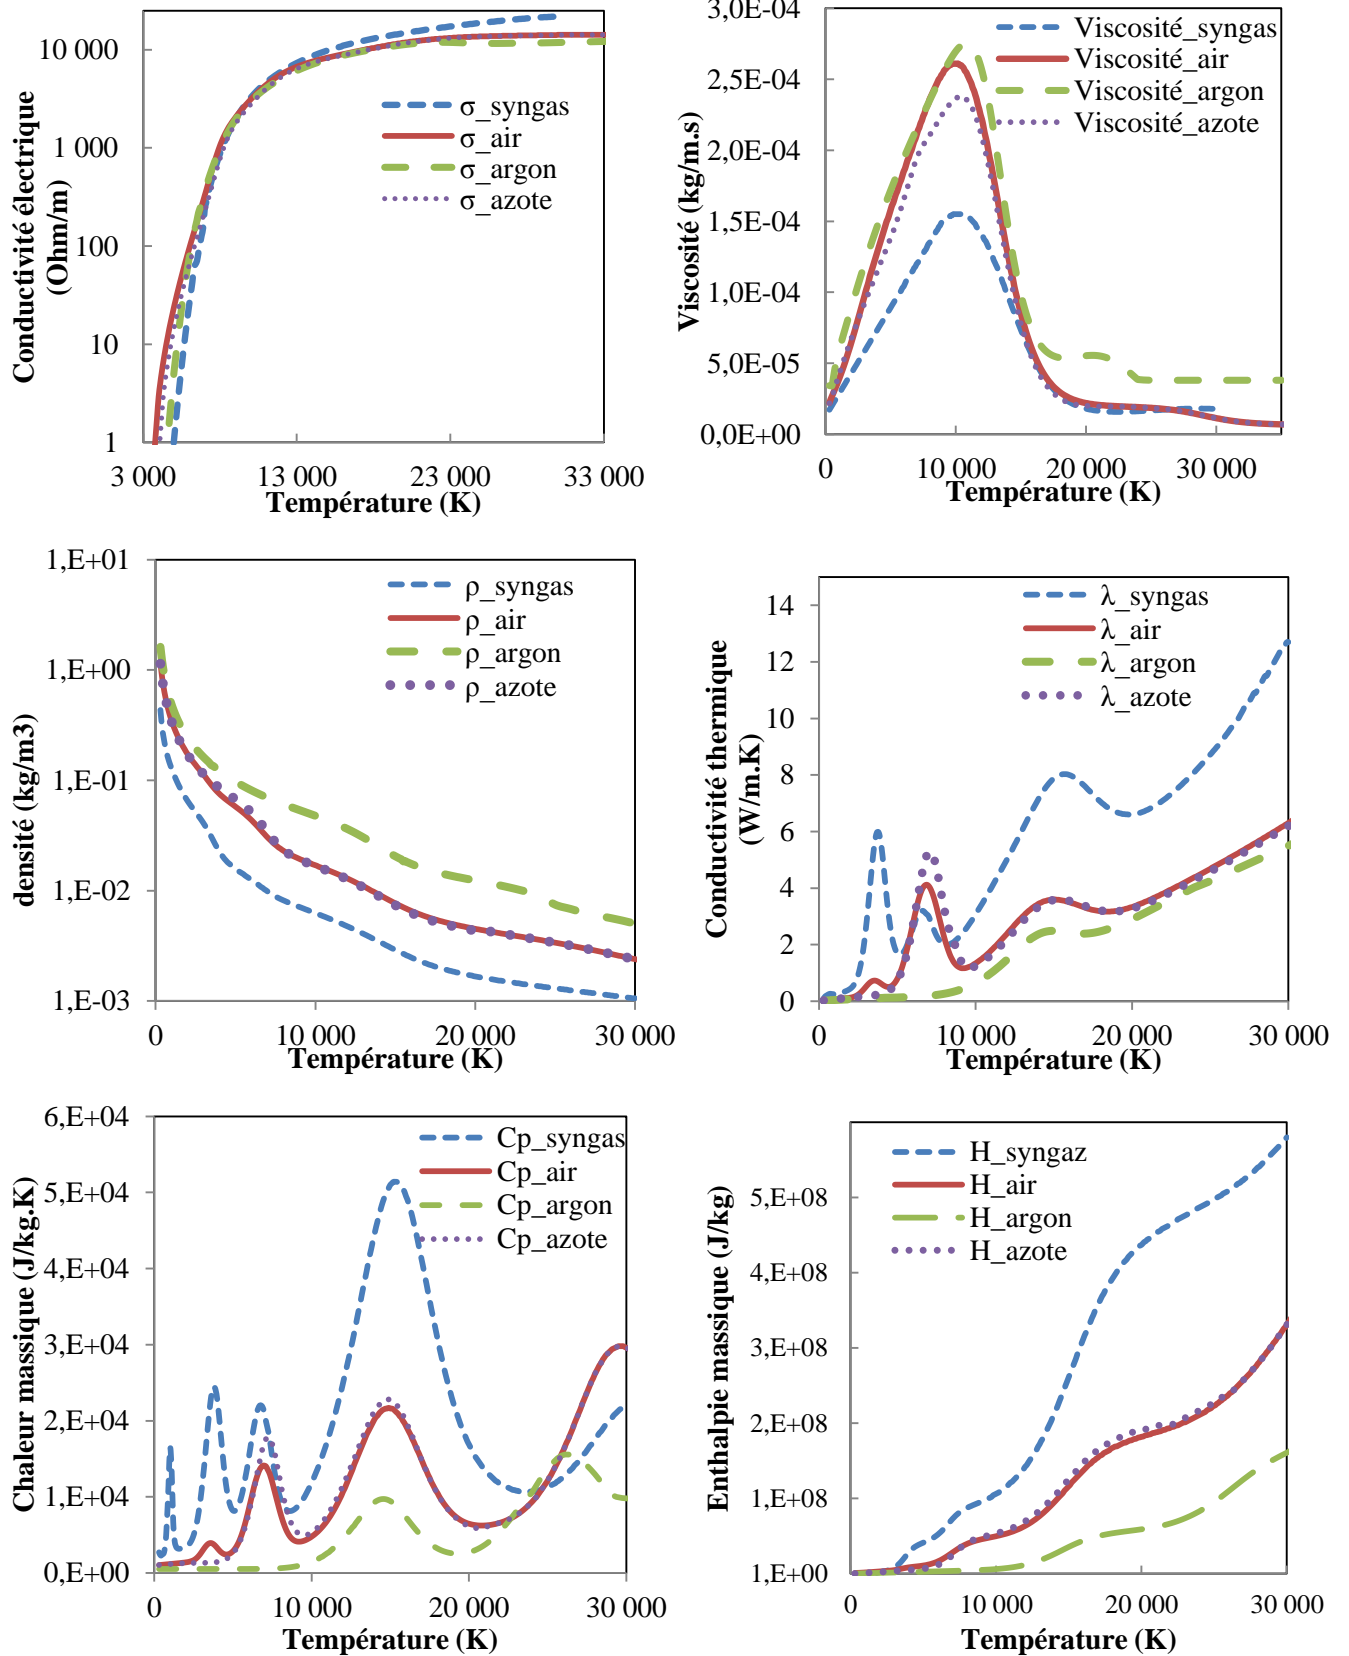 Conductivité électrique
(Ohm/m)
10 000
1 000
100
10
1
σ_syngas
σ_air
σ_argon
σ_azote
3 000
13 000
23 000
33 000
Température (K)
Viscosité (kg/m.s)
3,0E-04
2,5E-04
2,0E-04
1,5E-04
1,0E-04
5,0E-05
0,0E+00
Viscosité_syngas
Viscosité_air
Viscosité_argon
Viscosité_azote
0
10 000
20 000
30 000
Température (K)
densité (kg/m3)
1,E+01
1,E+00
1,E-01
1,E-02
1,E-03
ρ_syngas
ρ_air
ρ_argon
ρ_azote
0
10 000
20 000
30 000
Température (K)
Conductivité thermique
(W/m.K)
14
12
10
8
6
4
2
0
λ_syngas
λ_air
λ_argon
λ_azote
0
10 000
20 000
30 000
Température (K)
Chaleur massique (J/kg.K)
6,E+04
5,E+04
4,E+04
3,E+04
2,E+04
1,E+04
0,E+00
Cp_syngas
Cp_air
Cp_argon
Cp_azote
0
10 000
20 000
30 000
Température (K)
Enthalpie massique (J/kg)
5,E+08
4,E+08
3,E+08
2,E+08
1,E+08
1,E+00
H_syngaz
H_air
H_argon
H_azote
0
10 000
20 000
30 000
Température (K)